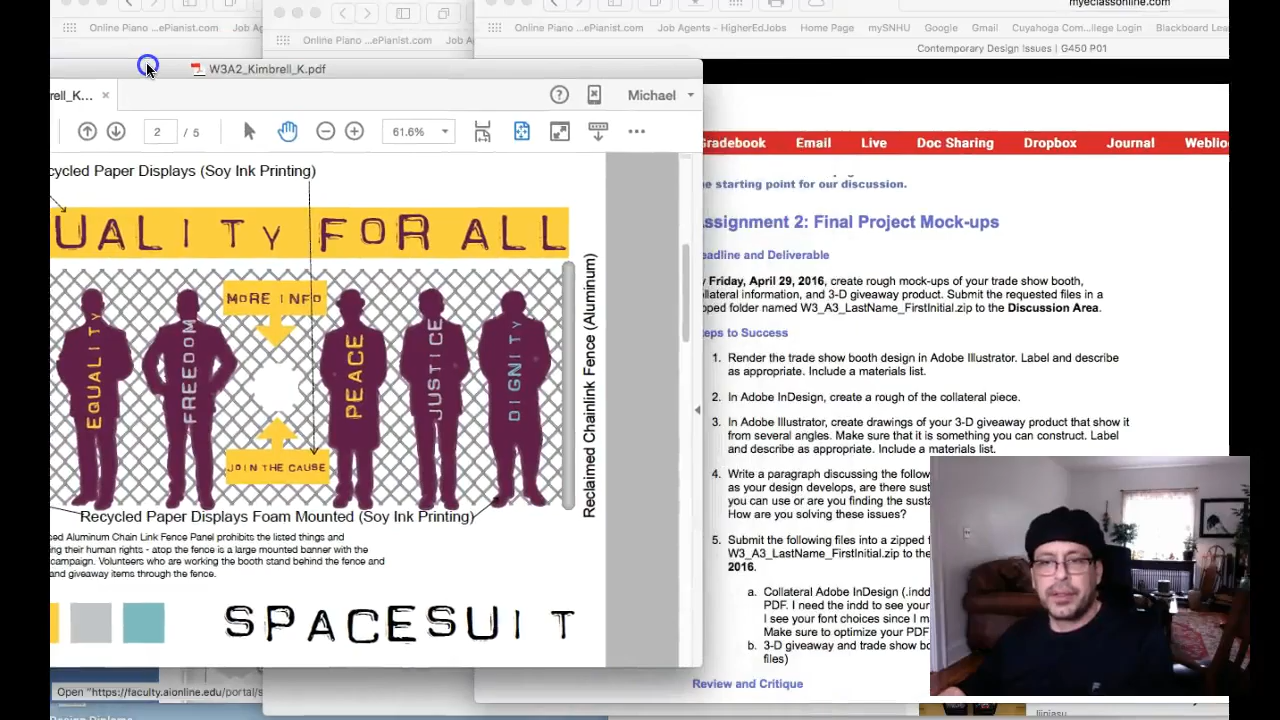 myeclassonline.com
Online Piano ...ePianist.com
Job Ag
Online Piano ...ePianist.com
Job A
Online Piano ...ePianist.com Job Agents - HigherEdJobs Home Page mySNHU Google Gmail Cuyahoga Com...llege Login Blackboard Lea
Contemporary Design Issues | G450 P01
W3A2_Kimbrell_K.pdf
rell_K... ×
Michael
2 / 5
61.6%
cycled Paper Displays (Soy Ink Printing)
UALITY FOR ALL
MORE INFO
EQUALITY
FREEDOM
PEACE
JUSTICE
DIGNITY
JOIN THE CAUSE
Reclaimed Chainlink Fence (Aluminum)
Recycled Paper Displays Foam Mounted (Soy Ink Printing)
sed Aluminum Chain Link Fence Panel prohibits the listed things and
ing their human rights - atop the fence is a large mounted banner with the
campaign. Volunteers who are working the booth stand behind the fence and
and giveaway items through the fence.
SPACESUIT
Open "https://faculty.aionline.edu/portal/s
Gradebook Email Live Doc Sharing Dropbox Journal Weblio
he starting point for our discussion.
ssignment 2: Final Project Mock-ups
eadline and Deliverable
y Friday, April 29, 2016, create rough mock-ups of your trade show booth,
llateral information, and 3-D giveaway product. Submit the requested files in a
pped folder named W3_A3_LastName_FirstInitial.zip to the Discussion Area.
teps to Success
1. Render the trade show booth design in Adobe Illustrator. Label and describe
as appropriate. Include a materials list.
2. In Adobe InDesign, create a rough of the collateral piece.
3. In Adobe Illustrator, create drawings of your 3-D giveaway product that show it
from several angles. Make sure that it is something you can construct. Label
and describe as appropriate. Include a materials list.
4. Write a paragraph discussing the follow
as your design develops, are there sust
you can use or are you finding the susta
How are you solving these issues?
5. Submit the following files into a zipped f
W3_A3_LastName_FirstInitial.zip to the
2016.
a. Collateral Adobe InDesign (.indd
PDF. I need the indd to see your
I see your font choices since I m
Make sure to optimize your PDF
b. 3-D giveaway and trade show bo
files)
Review and Critique